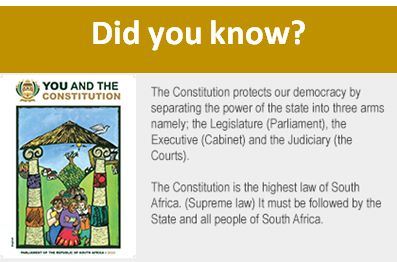 Did you know?
YOU AND THE
CONSTITUTION
PARLIAMENT OF THE REPUBLIC OF SOUTH AFRICA
The Constitution protects our democracy by
separating the power of the state into three arms
namely; the Legislature (Parliament), the
Executive (Cabinet) and the Judiciary (the
Courts).
The Constitution is the highest law of South
Africa. (Supreme law) It must be followed by the
State and all people of South Africa.